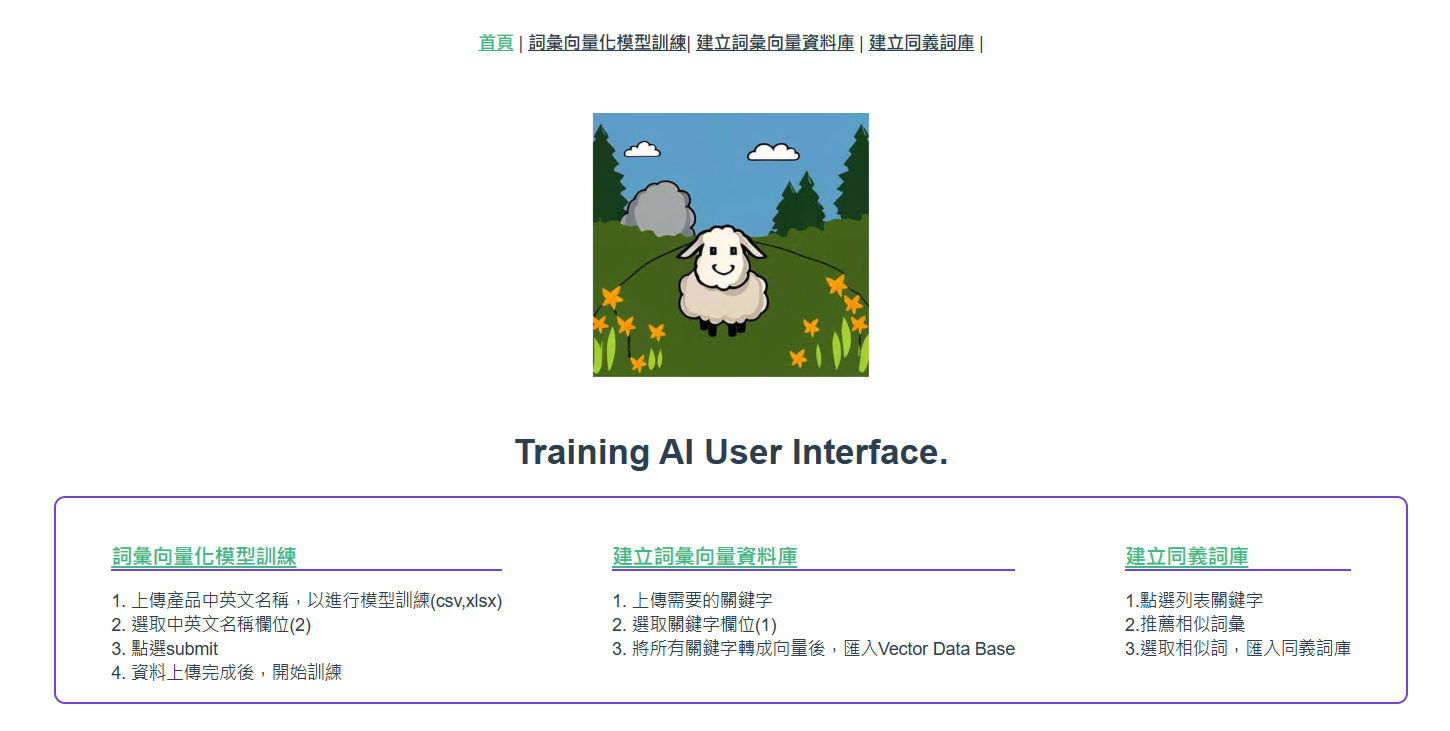 首頁 | 詞彙向量化模型訓練| 建立詞彙向量資料庫 | 建立同義詞庫 |
Training AI User Interface.
詞彙向量化模型訓練
1. 上傳產品中英文名稱，以進行模型訓練(csv,xlsx)
2. 選取中英文名稱欄位(2)
3. 點選submit
4. 資料上傳完成後，開始訓練
建立詞彙向量資料庫
1. 上傳需要的關鍵字
2. 選取關鍵字欄位(1)
3. 將所有關鍵字轉成向量後，匯入Vector Data Base
建立同義詞庫
1.點選列表關鍵字
2.推薦相似詞彙
3.選取相似詞，匯入同義詞庫